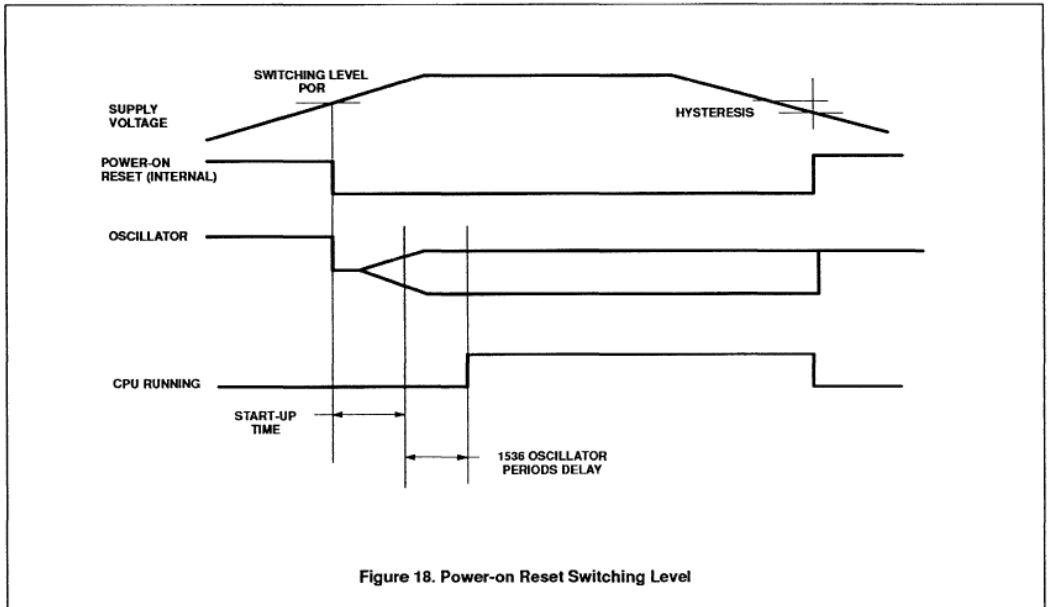 SWITCHING LEVEL
POR
SUPPLY
VOLTAGE
HYSTERESIS
POWER-ON
RESET (INTERNAL)
OSCILLATOR
CPU RUNNING
START-UP
TIME
1536 OSCILLATOR
PERIODS DELAY
Figure 18. Power-on Reset Switching Level